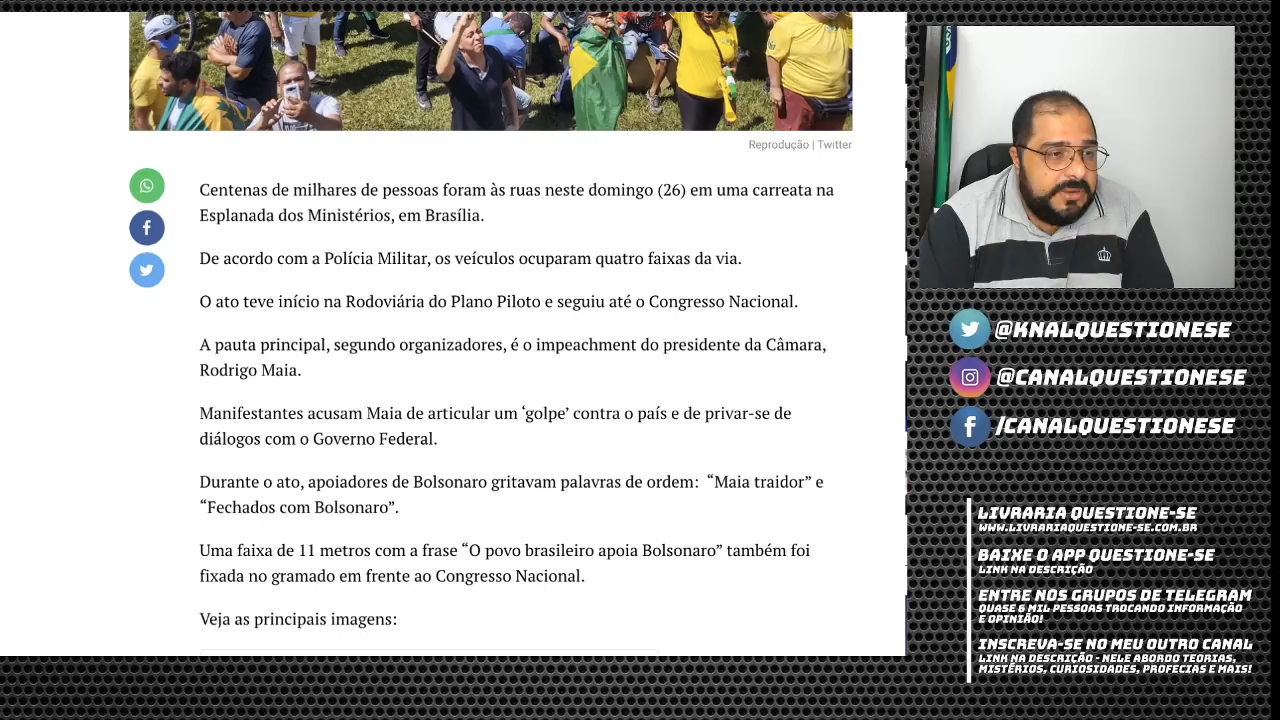 Reprodução | Twitter
Centenas de milhares de pessoas foram às ruas neste domingo (26) em uma carreata na
Esplanada dos Ministérios, em Brasília.
De acordo com a Polícia Militar, os veículos ocuparam quatro faixas da via.
O ato teve início na Rodoviária do Plano Piloto e seguiu até o Congresso Nacional.
A pauta principal, segundo organizadores, é o impeachment do presidente da Câmara,
Rodrigo Maia.
Manifestantes acusam Maia de articular um ‘golpe’ contra o país e de privar-se de
diálogos com o Governo Federal.
Durante o ato, apoiadores de Bolsonaro gritavam palavras de ordem:  “Maia traidor” e
“Fechados com Bolsonaro”.
Uma faixa de 11 metros com a frase “O povo brasileiro apoia Bolsonaro” também foi
fixada no gramado em frente ao Congresso Nacional.
Veja as principais imagens:
@KNALQUESTIONESE
@CANALQUESTIONESE
/CANALQUESTIONESE
LIVRARIA QUESTIONE-SE
WWW.LIVRARIAQUESTIONE-SE.COM.BR
BAIXE O APP QUESTIONE-SE
LINK NA DESCRIÇÃO
ENTRE NOS GRUPOS DE TELEGRAM
QUASE 6 MIL PESSOAS TROCANDO INFORMAÇÃO
E OPINIÃO!
INSCREVA-SE NO MEU OUTRO CANAL
LINK NA DESCRIÇÃO - NELE ABORDO TEORIAS,
MISTÉRIOS, CURIOSIDADES, PROFECIAS E MAIS!